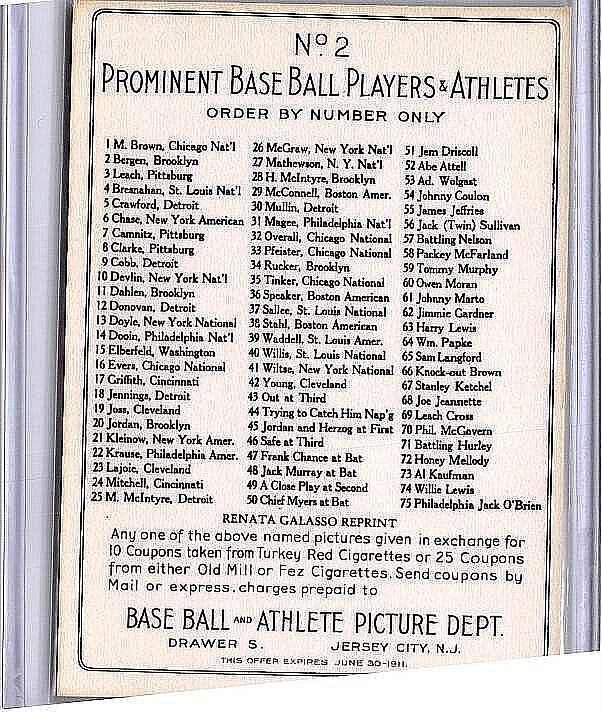 Nº 2
PROMINENT BASE BALL PLAYERS & ATHLETES
ORDER BY NUMBER ONLY
1 M. Brown, Chicago Nat'l
2 Bergen, Brooklyn
3 Leach, Pittsburg
4 Bresnahan, St. Louis Nat'l
5 Crawford, Detroit
6 Chase, New York American
7 Camnitz, Pittsburg
8 Clarke, Pittsburg
9 Cobb, Detroit
10 Devlin, New York Nat'l
11 Dahlen, Brooklyn
12 Donovan, Detroit
13 Doyle, New York National
14 Dooin, Philadelphia Nat'l
15 Elberfeld, Washington
16 Evers, Chicago National
17 Griffith, Cincinnati
18 Jennings, Detroit
19 Joss, Cleveland
20 Jordan, Brooklyn
21 Kleinow, New York Amer.
22 Krause, Philadelphia Amer.
23 Lajoie, Cleveland
24 Mitchell, Cincinnati
25 M. McIntyre, Detroit
26 McGraw, New York Nat'l
27 Mathewson, N. Y. Nat'l
28 H. McIntyre, Brooklyn
29 McConnell, Boston Amer.
30 Mullin, Detroit
31 Magee, Philadelphia Nat'l
32 Overall, Chicago National
33 Pfeister, Chicago National
34 Rucker, Brooklyn
35 Tinker, Chicago National
36 Speaker, Boston American
37 Sallee, St. Louis National
38 Stahl, Boston American
39 Waddell, St. Louis Amer.
40 Willis, St. Louis National
41 Wiltse, New York National
42 Young, Cleveland
43 Out at Third
44 Trying to Catch Him Nap'g
45 Jordan and Herzog at First
46 Safe at Third
47 Frank Chance at Bat
48 Jack Murray at Bat
49 A Close Play at Second
50 Chief Myers at Bat
51 Jem Driscoll
52 Abe Attell
53 Ad. Wolgast
54 Johnny Coulon
55 James Jeffries
56 Jack (Twin) Sullivan
57 Battling Nelson
58 Packey McFarland
59 Tommy Murphy
60 Owen Moran
61 Johnny Marto
62 Jimmie Gardner
63 Harry Lewis
64 Wm. Papke
65 Sam Langford
66 Knock-out Brown
67 Stanley Ketchel
68 Joe Jeannette
69 Leach Cross
70 Phil. McGovern
71 Battling Hurley
72 Honey Mellody
73 Al Kaufman
74 Willie Lewis
75 Philadelphia Jack O'Brien
RENATA GALASSO REPRINT
Any one of the above named pictures given in exchange for
10 Coupons taken from Turkey Red Cigarettes or 25 Coupons
from either Old Mill or Fez Cigarettes. Send coupons by
Mail or express, charges prepaid to
BASE BALL AND ATHLETE PICTURE DEPT.
DRAWER S. JERSEY CITY, N.J.
THIS OFFER EXPIRES JUNE 30-1911.